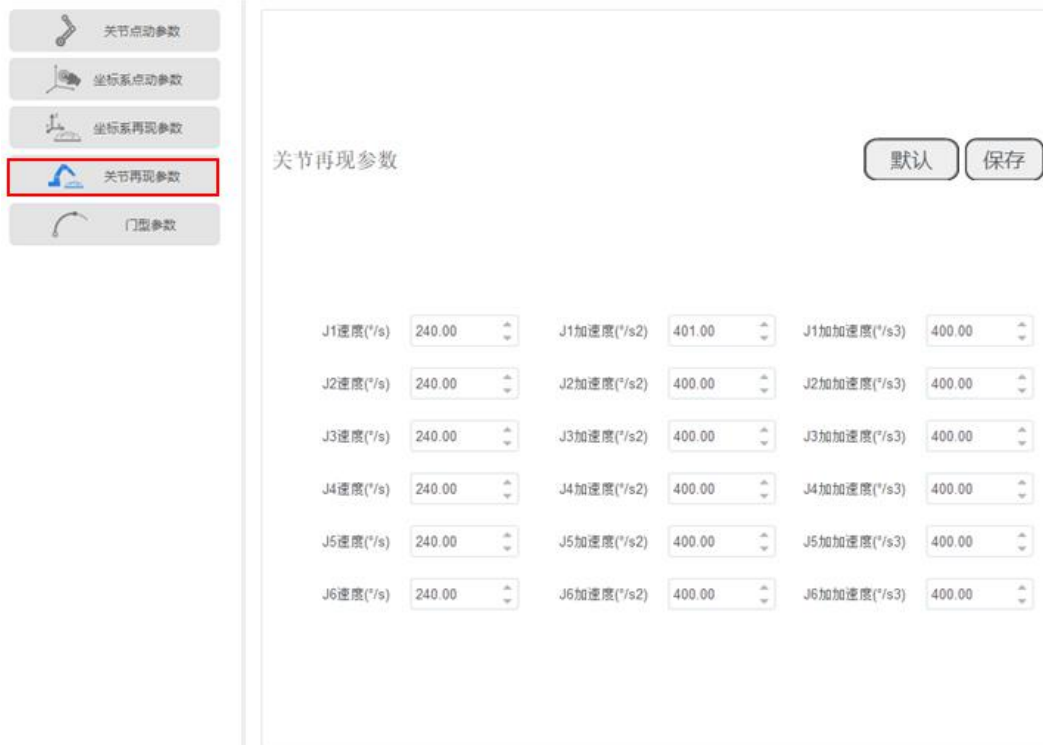 关节点动参数
坐标系点动参数
坐标系再现参数
关节再现参数
门型参数
关节再现参数 默认 保存
J1速度(°/s) 240.00 J1加速度(°/s2) 401.00 J1加加速度(°/s3) 400.00
J2速度(°/s) 240.00 J2加速度(°/s2) 400.00 J2加加速度(°/s3) 400.00
J3速度(°/s) 240.00 J3加速度(°/s2) 400.00 J3加加速度(°/s3) 400.00
J4速度(°/s) 240.00 J4加速度(°/s2) 400.00 J4加加速度(°/s3) 400.00
J5速度(°/s) 240.00 J5加速度(°/s2) 400.00 J5加加速度(°/s3) 400.00
J6速度(°/s) 240.00 J6加速度(°/s2) 400.00 J6加加速度(°/s3) 400.00